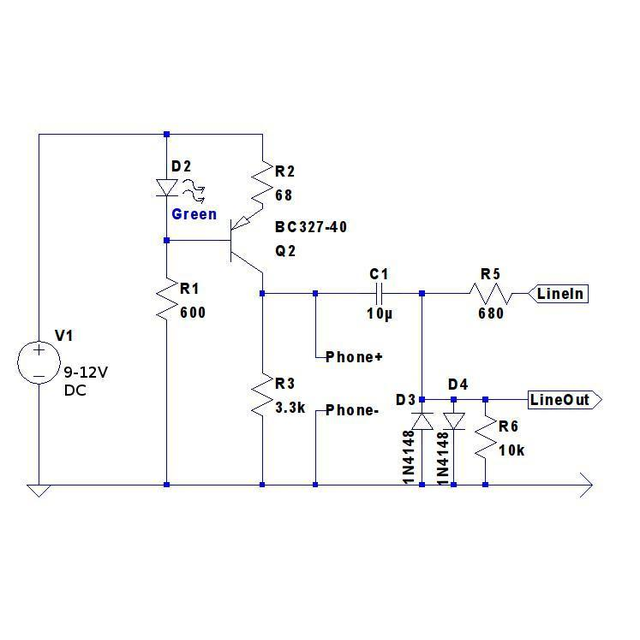 D2
Green
R2
68
BC327-40
Q2
R1
600
C1
10µ
R5
680
LineIn
V1
9-12V
DC
Phone+
R3
3.3k
Phone-
D3
1N4148
D4
1N4148
LineOut
R6
10k